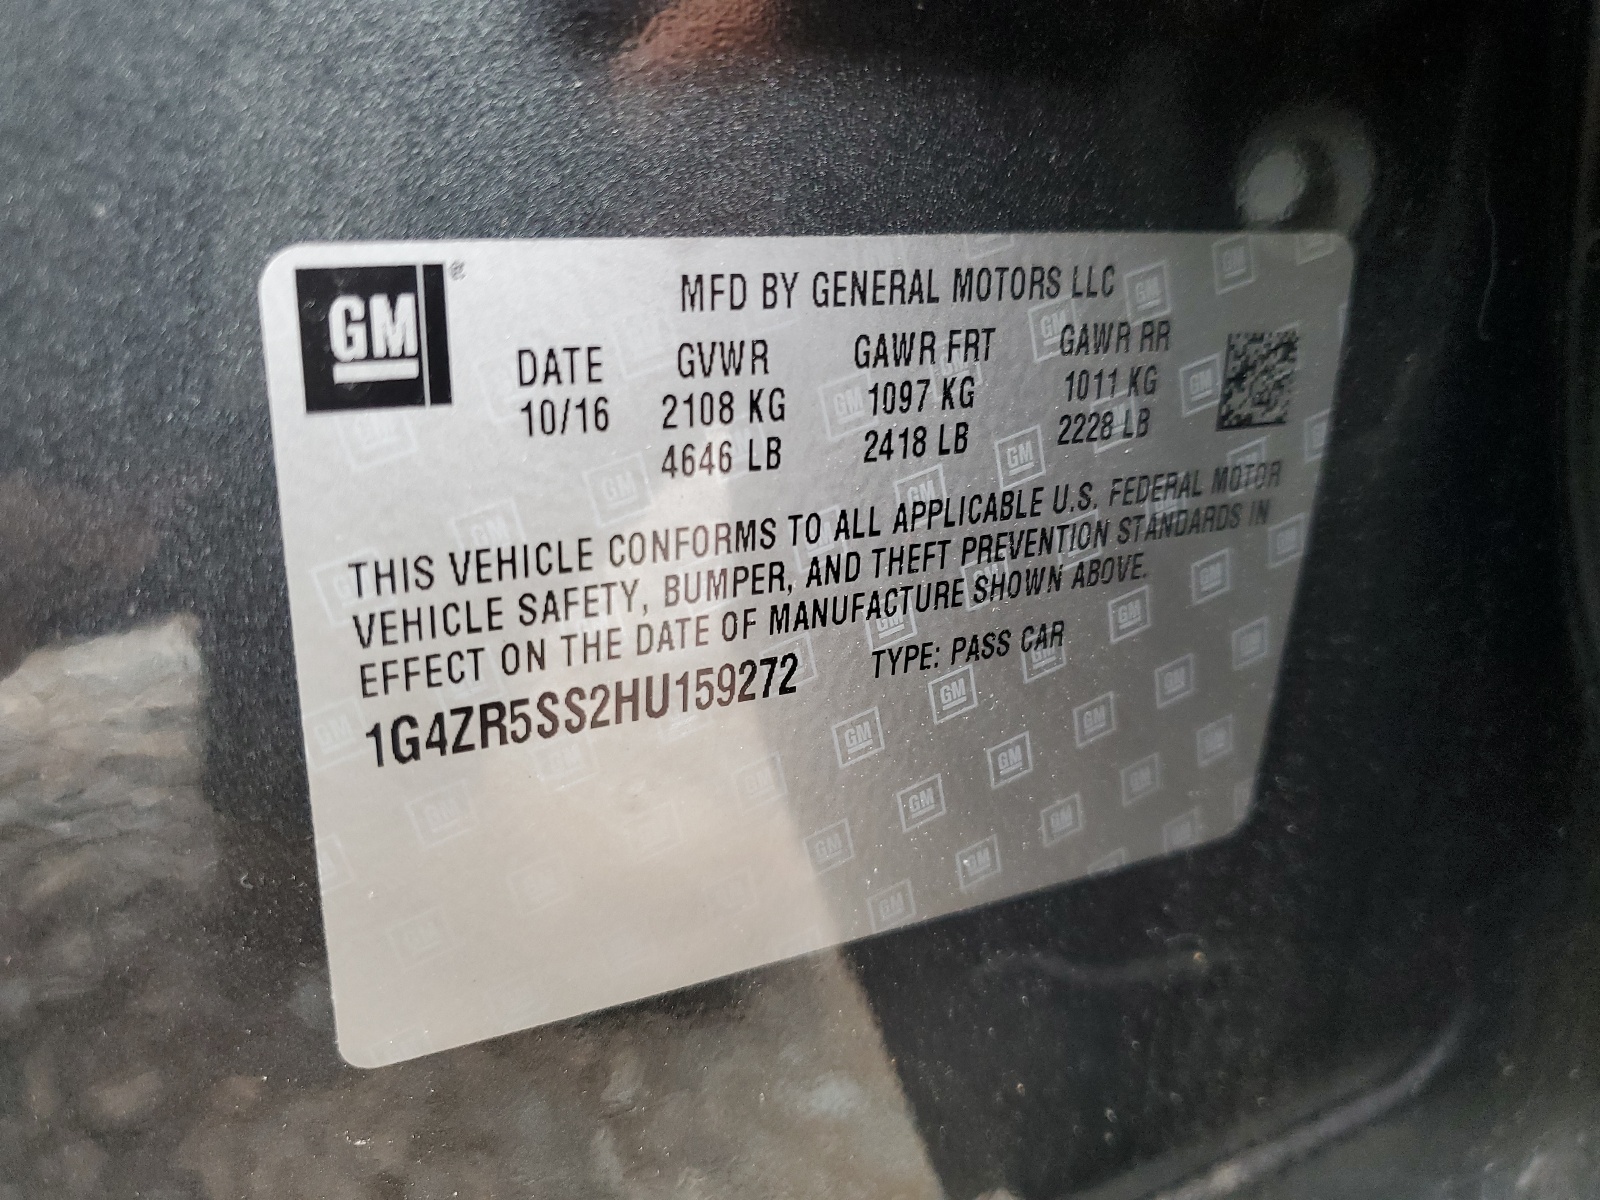 GM ®
MFD BY GENERAL MOTORS LLC
DATE GVWR GAWR FRT GAWR RR
10/16 2108 KG 1097 KG 1011 KG
4646 LB 2418 LB 2228 LB
THIS VEHICLE CONFORMS TO ALL APPLICABLE U.S. FEDERAL MOTOR
VEHICLE SAFETY, BUMPER, AND THEFT PREVENTION STANDARDS IN
EFFECT ON THE DATE OF MANUFACTURE SHOWN ABOVE.
1G4ZR5SS2HU159272 TYPE: PASS CAR